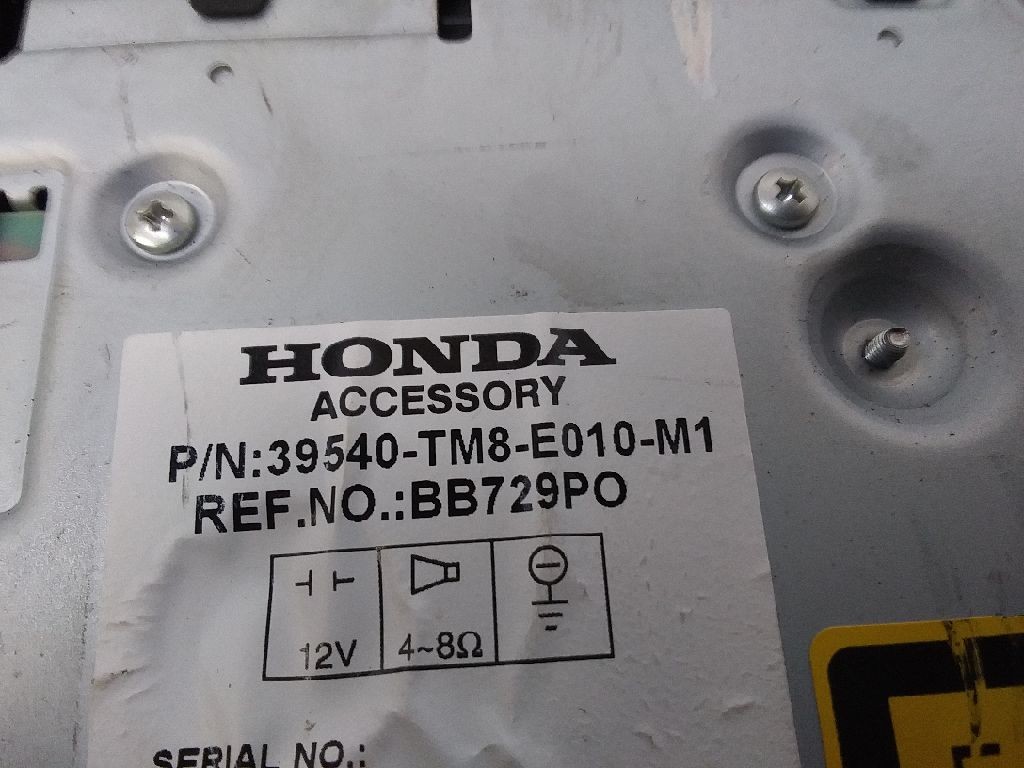 HONDA
ACCESSORY
P/N:39540-TM8-E010-M1
REF.NO.:BB729PO
12V
4~8Ω
SERIAL NO.: